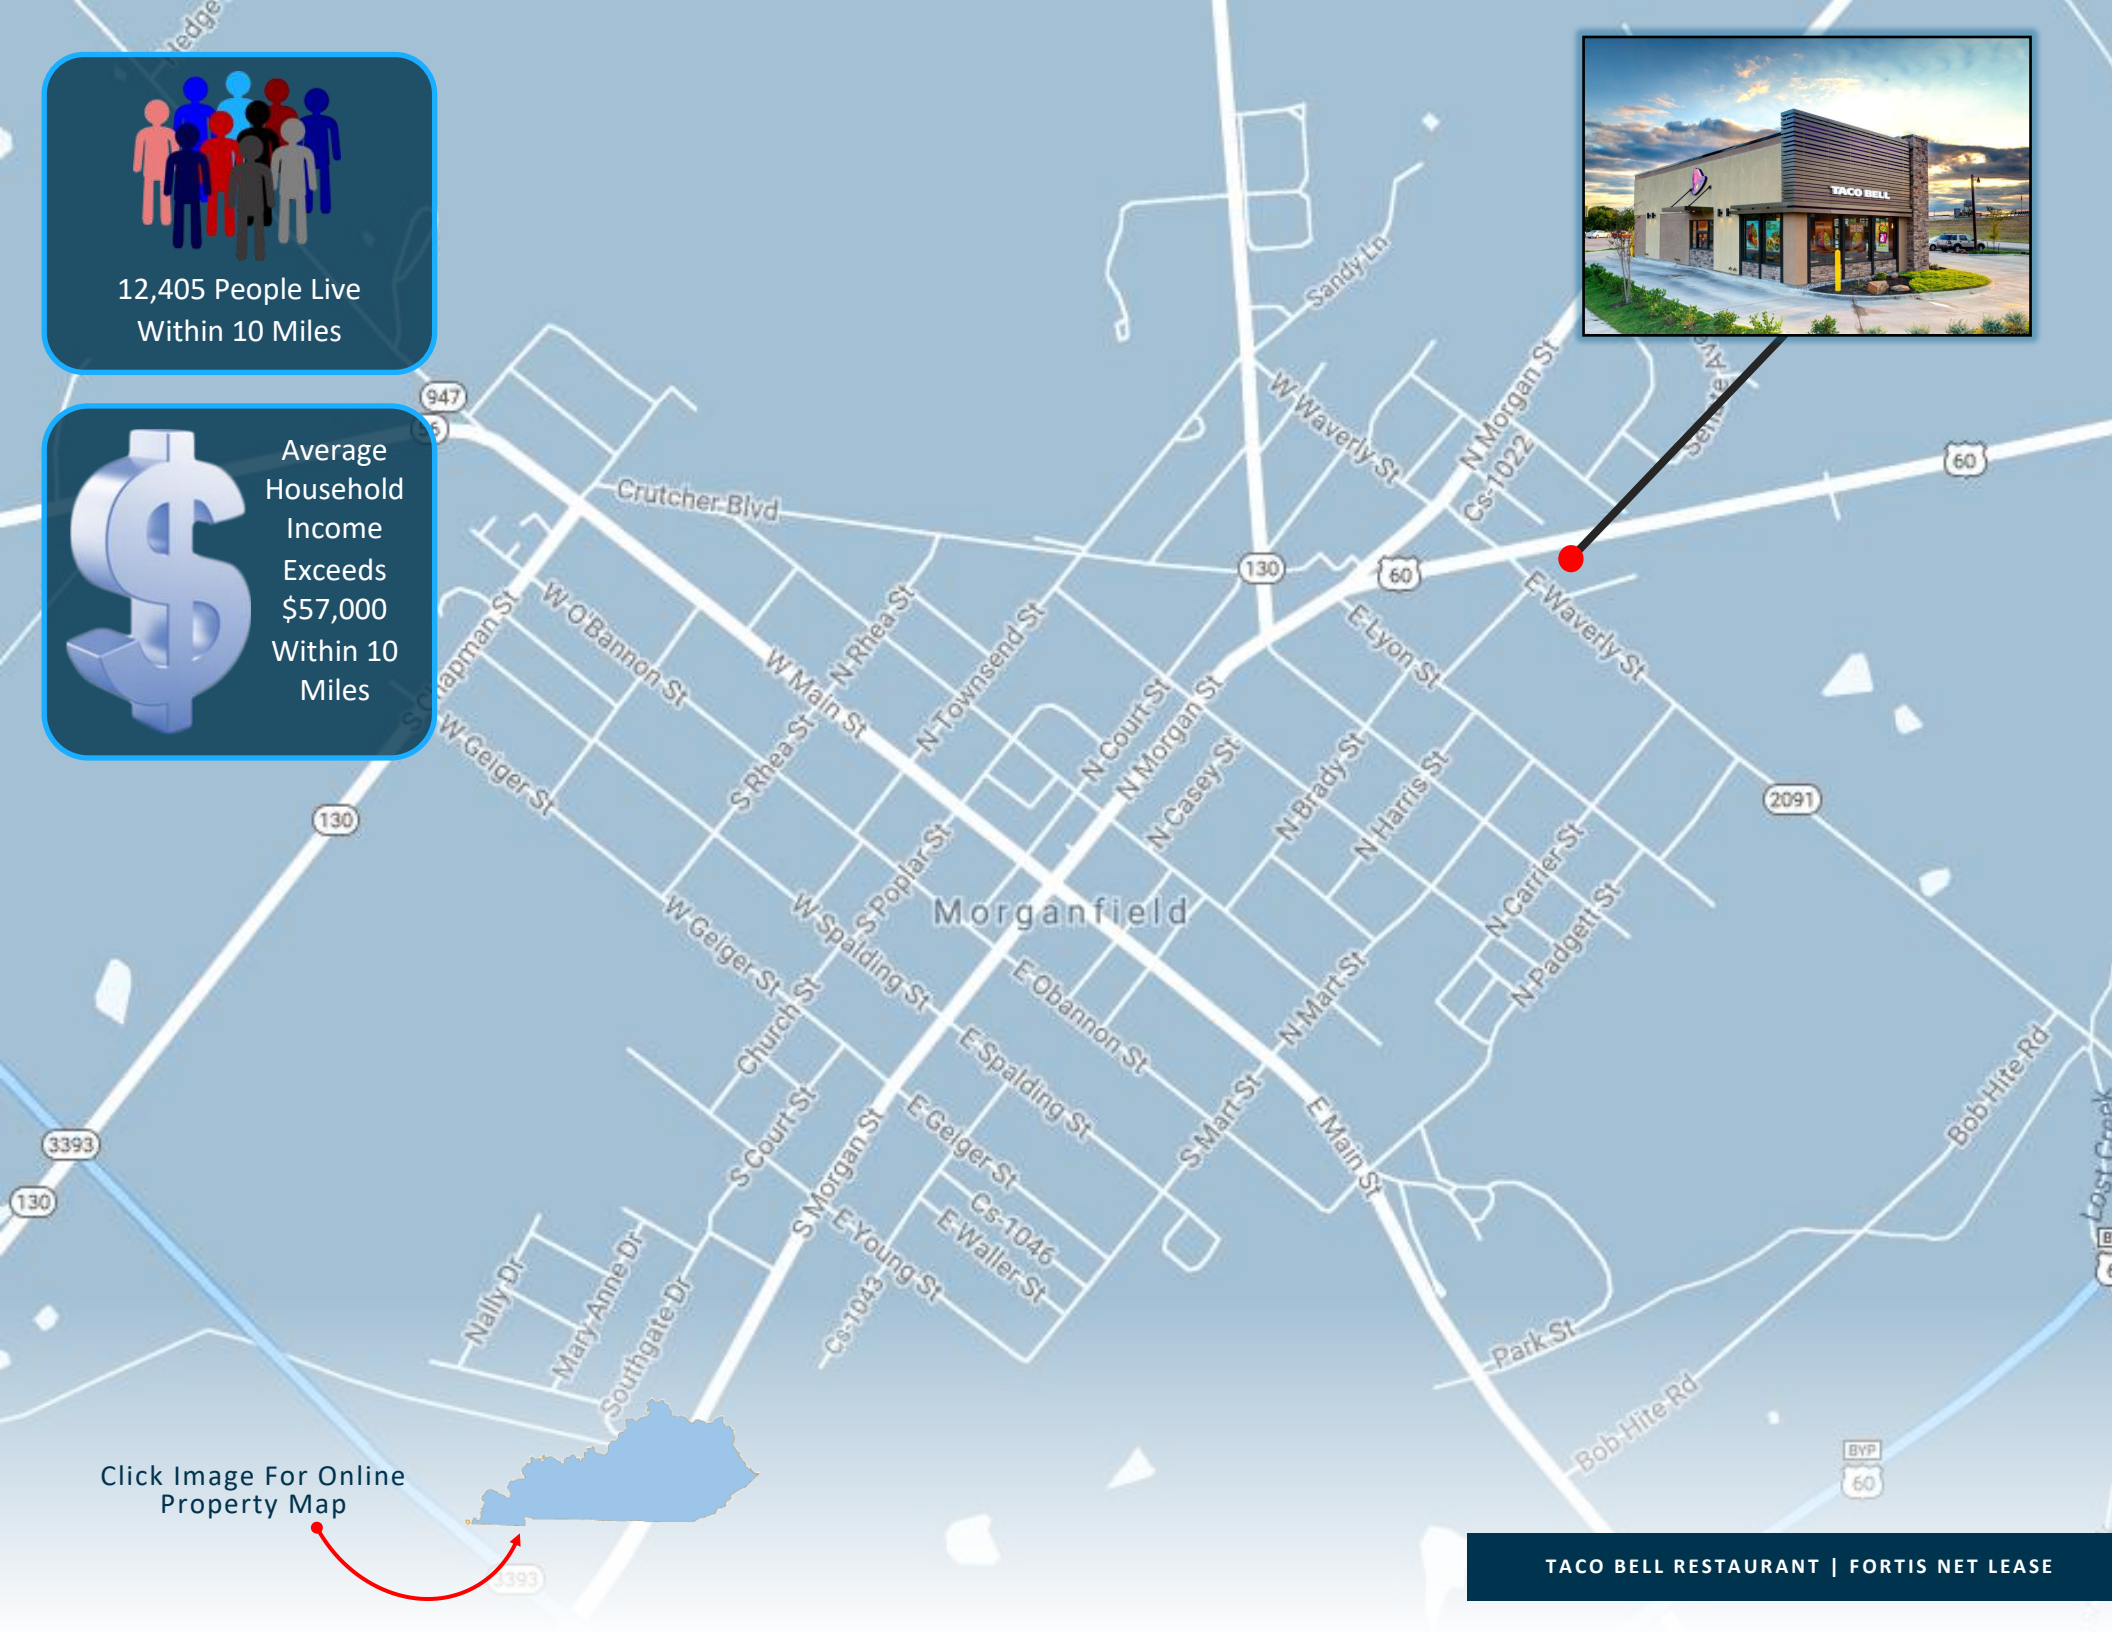 12,405 People Live
Within 10 Miles
Average
Household
Income
Exceeds
$57,000
Within 10
Miles
TACO BELL
947
Crutcher Blvd
Sandy Ln
W Waverly St
N Morgan St
Cs-1022
60
130
60
E Waverly St
E Lyon St
W O'Bannon St
N Rhea St
W Main St
N Townsend St
S Chapman St
W Geiger St
S Rhea St
N Court St
N Morgan St
N Casey St
N Brady St
N Harris St
2091
130
S Poplar St
N Carrier St
N Padgett St
Morganfield
W Geiger St
W Spalding St
Church St
E Obannon St
N Mart St
E Spalding St
Bob Hite Rd
Lost Creek
3393
130
S Court St
S Morgan St
E Geiger St
S Mart St
E Main St
Cs-1046
E Waller St
E Young St
Cs-1043
Nally Dr
Mary Anne Dr
Southgate Dr
Park St
Bob Hite Rd
BYP
60
3393
Click Image For Online
Property Map
TACO BELL RESTAURANT | FORTIS NET LEASE